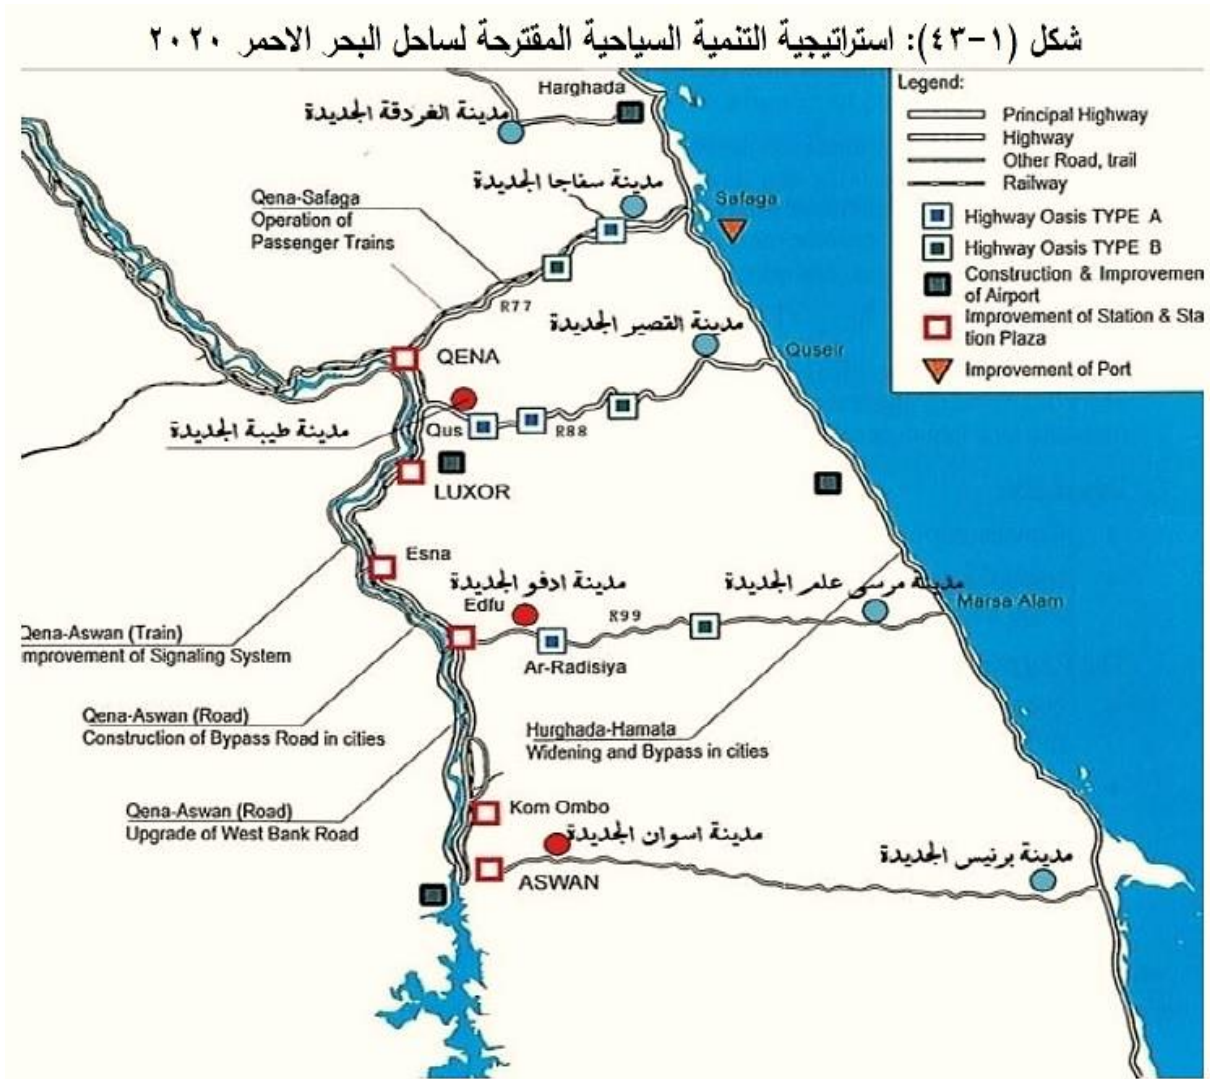 شكل (١-٤٣): استراتيجية التنمية السياحية المقترحة لساحل البحر الاحمر ٢٠٢٠
Legend:
Principal Highway
Highway
Other Road, trail
Railway
Highway Oasis TYPE A
Highway Oasis TYPE B
Construction & Improvemen
of Airport
Improvement of Station & Sta
tion Plaza
Improvement of Port
Harghada
مدينة الغردقة الجديدة
مدينة سفاجا الجديدة
Safaga
Qena-Safaga
Operation of
Passenger Trains
R77
مدينة القصير الجديدة
Quseir
QENA
مدينة طيبة الجديدة
Qus
R88
LUXOR
Esna
مدينة ادفو الجديدة
مدينة مرسى علم الجديدة
Edfu
R99
Marsa Alam
Qena-Aswan (Train)
mprovement of Signaling System
Ar-Radisiya
Qena-Aswan (Road)
Construction of Bypass Road in cities
Hurghada-Hamata
Widening and Bypass in cities
Qena-Aswan (Road)
Upgrade of West Bank Road
Kom Ombo
مدينة اسوان الجديدة
مدينة برنيس الجديدة
ASWAN